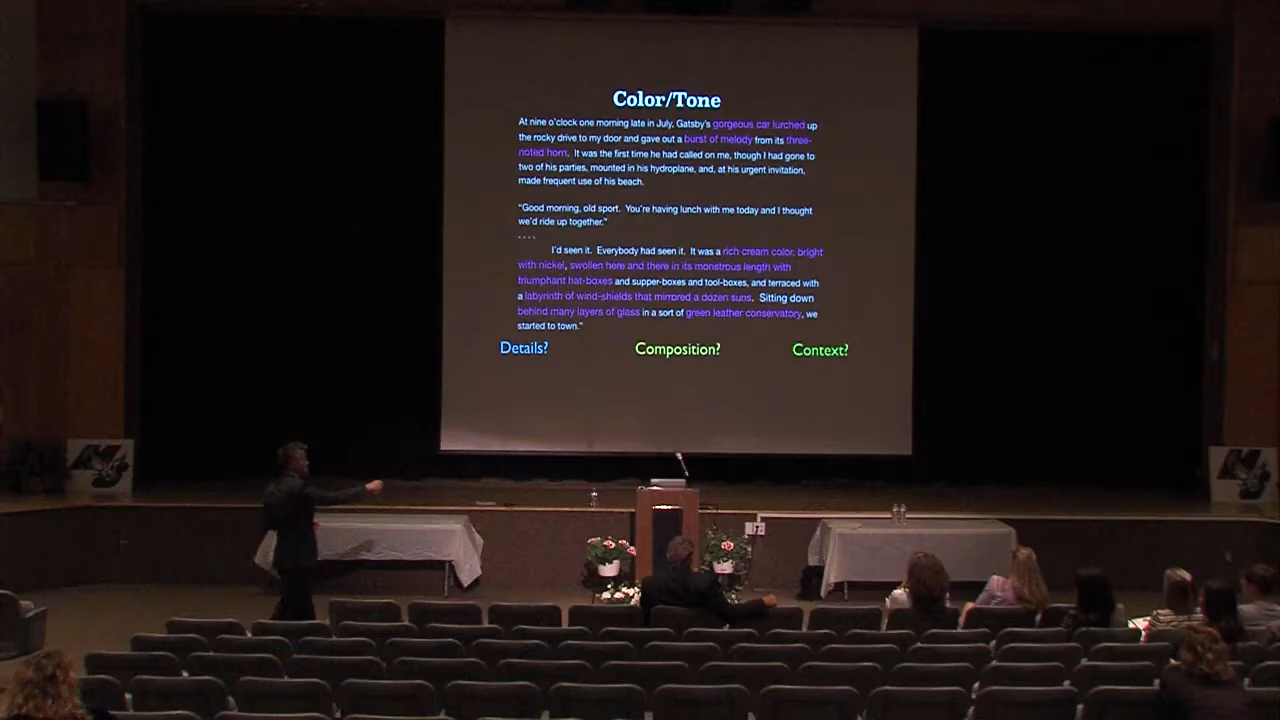 Color/Tone
At nine o'clock one morning late in July, Gatsby's gorgeous car lurched up
the rocky drive to my door and gave out a burst of melody from its three-
noted horn. It was the first time he had called on me, though I had gone to
two of his parties, mounted in his hydroplane, and, at his urgent invitation,
made frequent use of his beach.
"Good morning, old sport. You're having lunch with me today and I thought
we'd ride up together."
. . . .
I'd seen it. Everybody had seen it. It was a rich cream color, bright
with nickel, swollen here and there in its monstrous length with
triumphant hat-boxes and supper-boxes and tool-boxes, and terraced with
a labyrinth of wind-shields that mirrored a dozen suns. Sitting down
behind many layers of glass in a sort of green leather conservatory, we
started to town."
Details? Composition? Context?